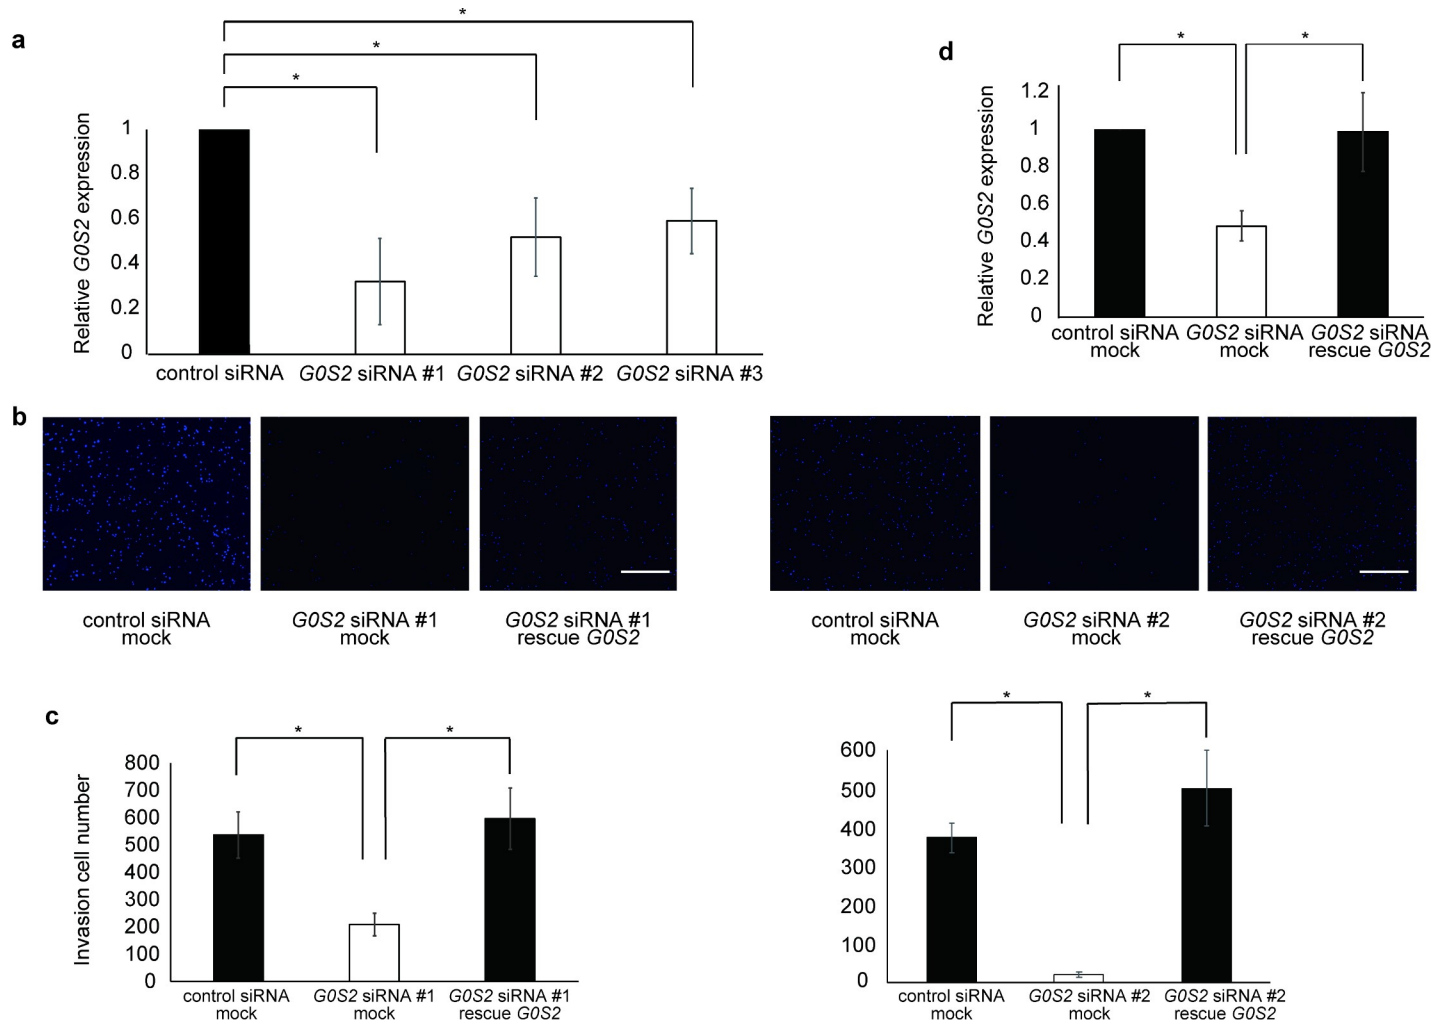 a
*
*
*
Relative G0S2 expression
1
0.8
0.6
0.4
0.2
0
control siRNA
G0S2 siRNA #1
G0S2 siRNA #2
G0S2 siRNA #3
d
*
*
Relative G0S2 expression
1.2
1
0.8
0.6
0.4
0.2
0
control siRNA
mock
G0S2 siRNA
mock
G0S2 siRNA
rescue G0S2
b
control siRNA
mock
G0S2 siRNA #1
mock
G0S2 siRNA #1
rescue G0S2
control siRNA
mock
G0S2 siRNA #2
mock
G0S2 siRNA #2
rescue G0S2
c
*
*
Invasion cell number
800
700
600
500
400
300
200
100
0
control siRNA
mock
G0S2 siRNA #1
mock
G0S2 siRNA #1
rescue G0S2
*
*
600
500
400
300
200
100
0
control siRNA
mock
G0S2 siRNA #2
mock
G0S2 siRNA #2
rescue G0S2